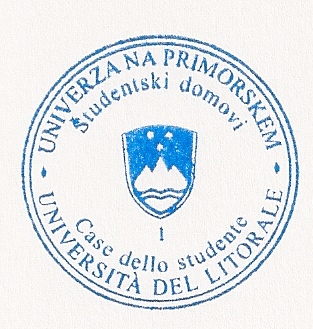 UNIVERZA NA PRIMORSKEM
Študentski domovi
1
Case dello studente
UNIVERSITÀ DEL LITORALE